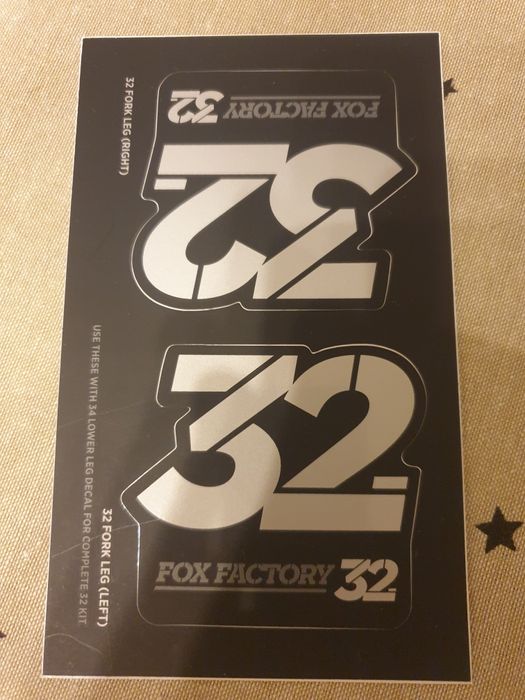 32 FORK LEG (RIGHT)
FOX FACTORY 32
32
32
FOX FACTORY 32
32 FORK LEG (LEFT)
USE THESE WITH 34 LOWER LEG DECAL FOR COMPLETE 32 KIT.